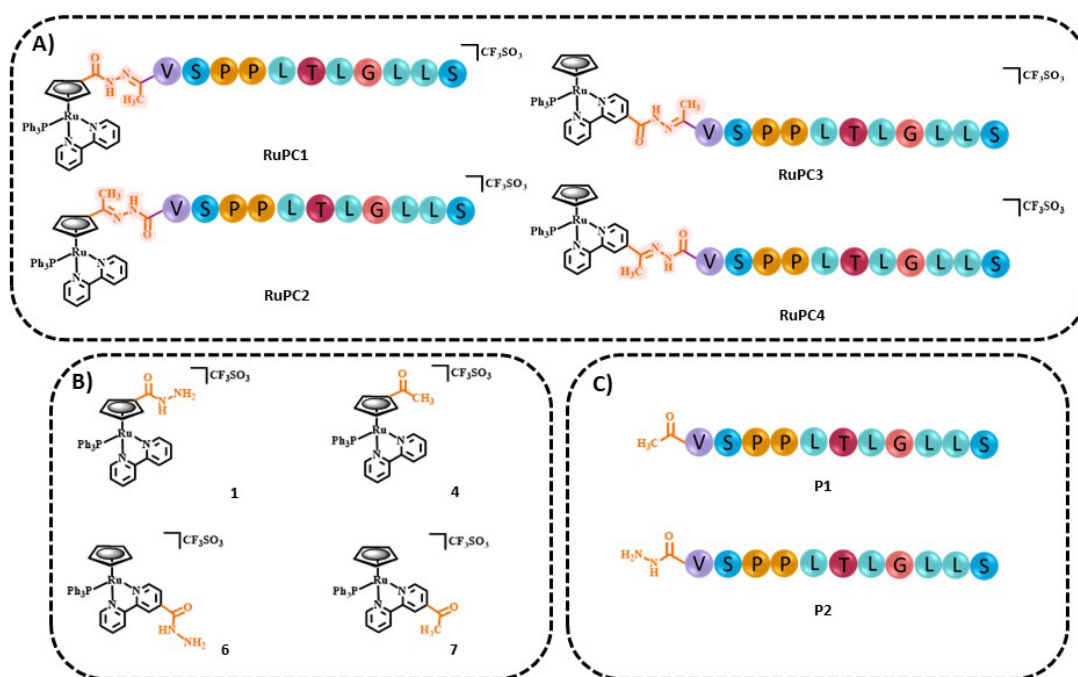 A)
CF₃SO₃
O
N
H
N
H₃C
V S P P L T L G L L S
Ru
Ph₃P
N
N
RuPC1
CF₃SO₃
Ru
Ph₃P
N
N
O
H
N
N
CH₃
V S P P L T L G L L S
RuPC3
CF₃SO₃
CH₃
N
H
N
O
V S P P L T L G L L S
Ru
Ph₃P
N
N
RuPC2
CF₃SO₃
Ru
Ph₃P
N
N
H₃C
N
N
H
O
V S P P L T L G L L S
RuPC4
B)
CF₃SO₃
O
NH₂
N
H
Ru
Ph₃P
N
N
1
CF₃SO₃
O
CH₃
Ru
Ph₃P
N
N
4
CF₃SO₃
Ru
Ph₃P
N
N
O
HN
NH₂
6
CF₃SO₃
Ru
Ph₃P
N
N
O
H₃C
7
C)
O
H₃C
V S P P L T L G L L S
P1
O
H₂N
N
H
V S P P L T L G L L S
P2